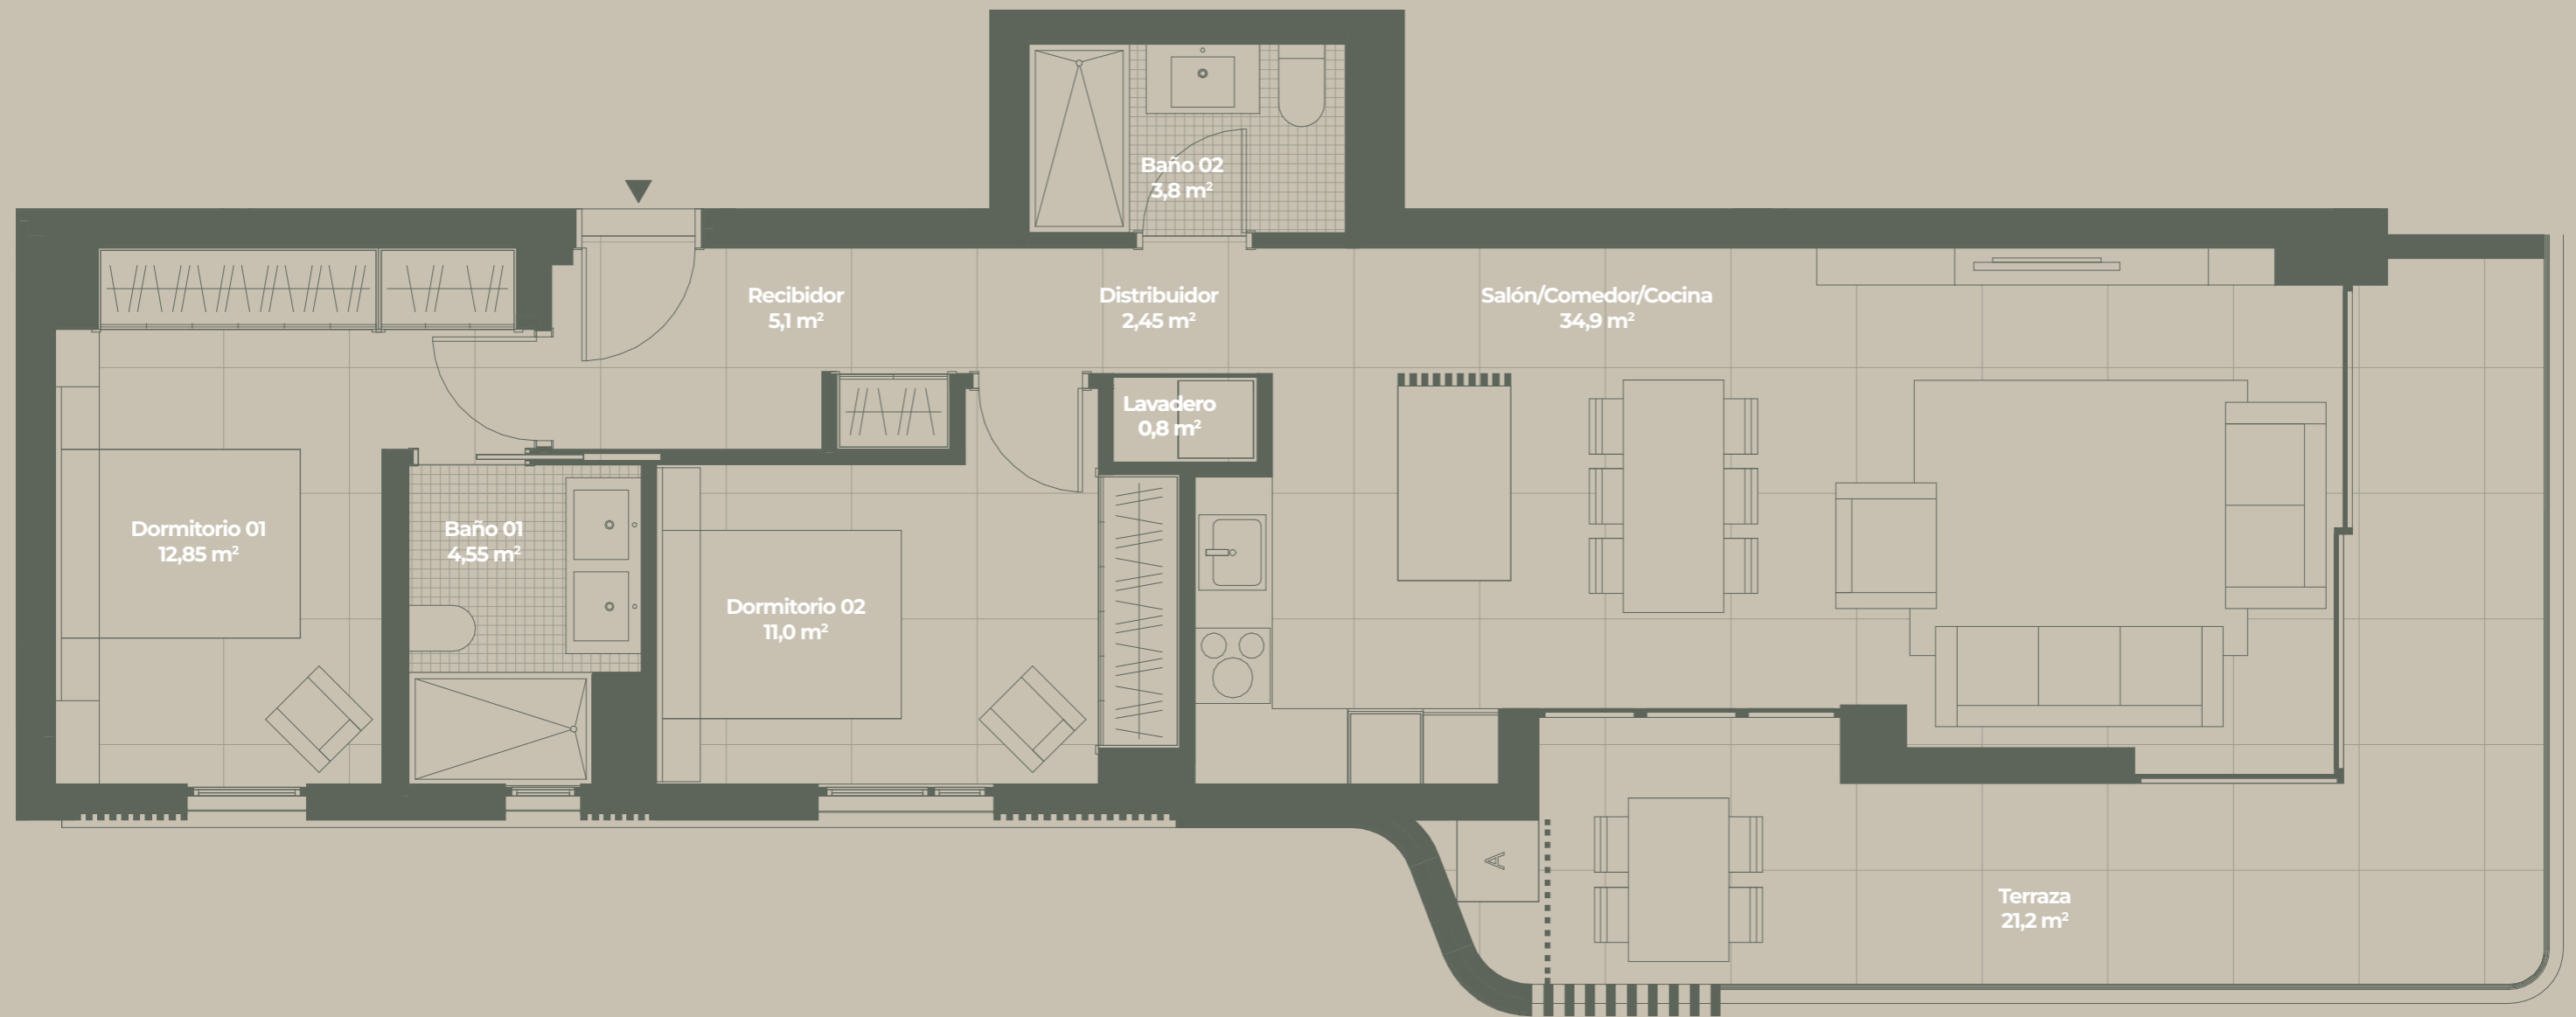 Baño 02
3,8 m²
Recibidor
5,1 m²
Distribuidor
2,45 m²
Salón/Comedor/Cocina
34,9 m²
Lavadero
0,8 m²
Dormitorio 01
12,85 m²
Baño 01
4,55 m²
Dormitorio 02
11,0 m²
A
Terraza
21,2 m²